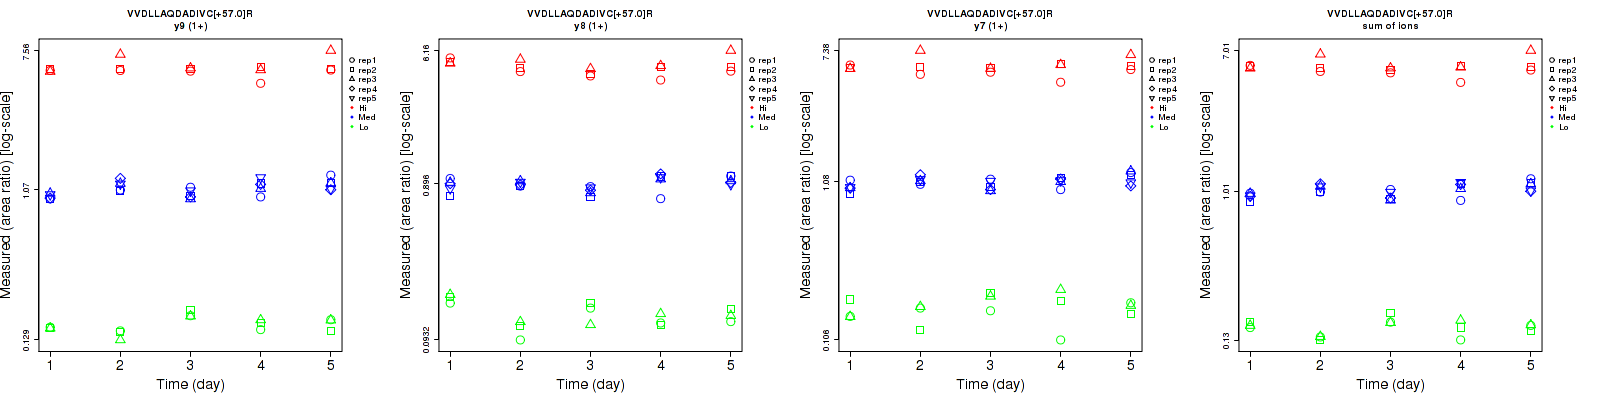 VVDLLAQDADIVC[+57.0]R
y9 (1+)
Measured (area ratio) [log-scale]
7.56
1.07
0.129
1 2 3 4 5
Time (day)
rep1
rep2
rep3
rep4
rep5
Hi
Med
Lo
VVDLLAQDADIVC[+57.0]R
y8 (1+)
Measured (area ratio) [log-scale]
6.16
0.896
0.0932
1 2 3 4 5
Time (day)
rep1
rep2
rep3
rep4
rep5
Hi
Med
Lo
VVDLLAQDADIVC[+57.0]R
y7 (1+)
Measured (area ratio) [log-scale]
7.38
1.08
0.106
1 2 3 4 5
Time (day)
rep1
rep2
rep3
rep4
rep5
Hi
Med
Lo
VVDLLAQDADIVC[+57.0]R
sum of ions
Measured (area ratio) [log-scale]
7.01
1.01
0.13
1 2 3 4 5
Time (day)
rep1
rep2
rep3
rep4
rep5
Hi
Med
Lo